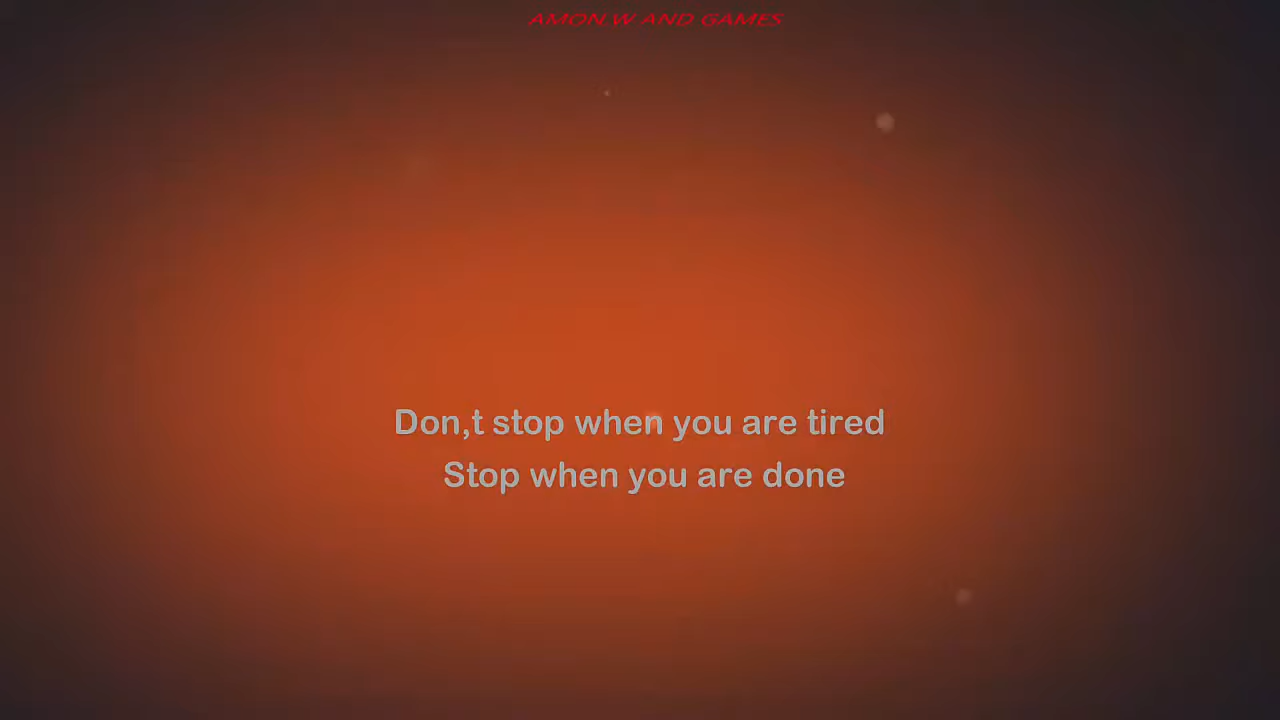 AMON.W AND GAMES
Don,t stop when you are tired
Stop when you are done